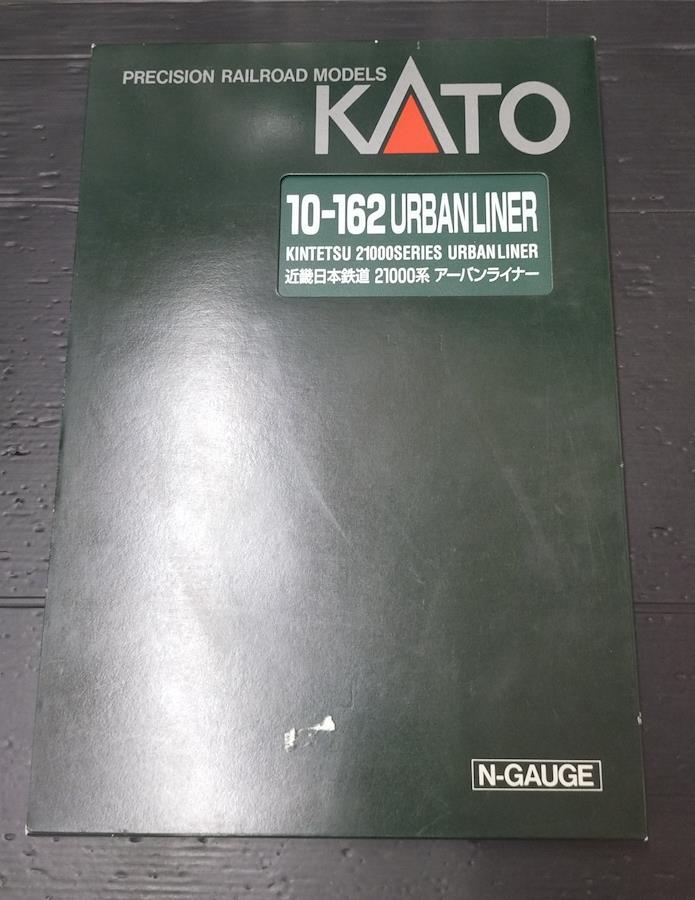 PRECISION RAILROAD MODELS
KATO
10-162 URBAN LINER
KINTETSU 21000SERIES URBAN LINER
近畿日本鉄道 21000系 アーバンライナー
N-GAUGE